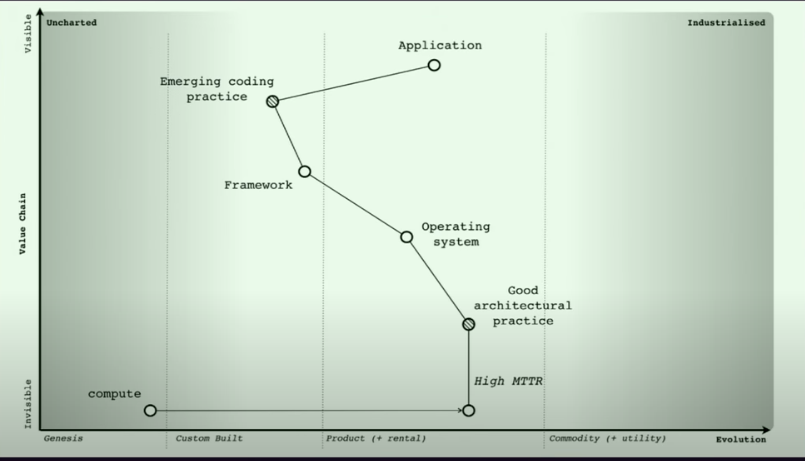 Uncharted
Industrialised
Visible
Application
Emerging coding
practice
Framework
Value Chain
Operating
system
Good
architectural
practice
High MTTR
compute
Invisible
Genesis
Custom Built
Product (+ rental)
Commodity (+ utility)
Evolution